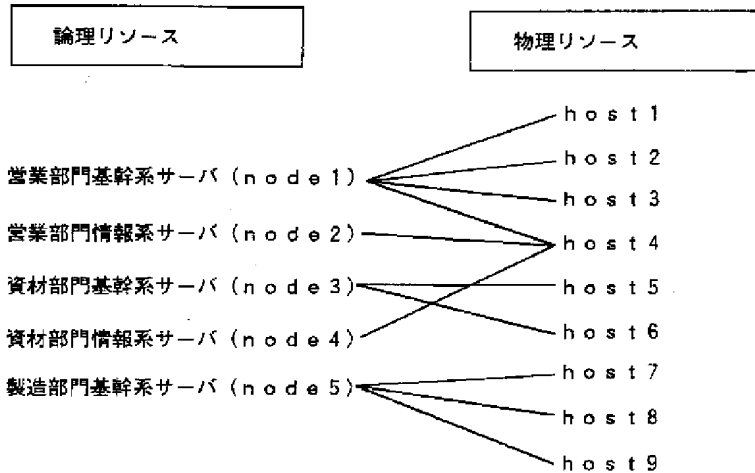 論理リソース
物理リソース
営業部門基幹系サーバ（ｎｏｄｅ１）
営業部門情報系サーバ（ｎｏｄｅ２）
資材部門基幹系サーバ（ｎｏｄｅ３）
資材部門情報系サーバ（ｎｏｄｅ４）
製造部門基幹系サーバ（ｎｏｄｅ５）
ｈｏｓｔ１
ｈｏｓｔ２
ｈｏｓｔ３
ｈｏｓｔ４
ｈｏｓｔ５
ｈｏｓｔ６
ｈｏｓｔ７
ｈｏｓｔ８
ｈｏｓｔ９